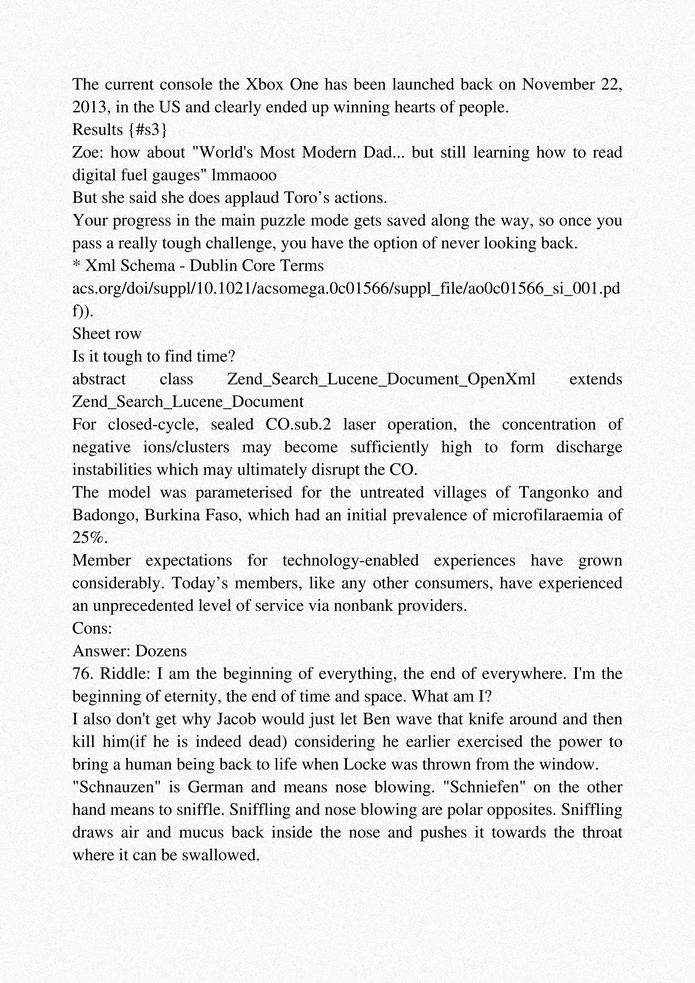 The current console the Xbox One has been launched back on November 22,
2013, in the US and clearly ended up winning hearts of people.
Results {#s3}
Zoe: how about "World's Most Modern Dad... but still learning how to read
digital fuel gauges" lmmaooo
But she said she does applaud Toro’s actions.
Your progress in the main puzzle mode gets saved along the way, so once you
pass a really tough challenge, you have the option of never looking back.
* Xml Schema - Dublin Core Terms
acs.org/doi/suppl/10.1021/acsomega.0c01566/suppl_file/ao0c01566_si_001.pd
f)).
Sheet row
Is it tough to find time?
abstract class Zend_Search_Lucene_Document_OpenXml extends
Zend_Search_Lucene_Document
For closed-cycle, sealed CO.sub.2 laser operation, the concentration of
negative ions/clusters may become sufficiently high to form discharge
instabilities which may ultimately disrupt the CO.
The model was parameterised for the untreated villages of Tangonko and
Badongo, Burkina Faso, which had an initial prevalence of microfilaraemia of
25%.
Member expectations for technology-enabled experiences have grown
considerably. Today’s members, like any other consumers, have experienced
an unprecedented level of service via nonbank providers.
Cons:
Answer: Dozens
76. Riddle: I am the beginning of everything, the end of everywhere. I'm the
beginning of eternity, the end of time and space. What am I?
I also don't get why Jacob would just let Ben wave that knife around and then
kill him(if he is indeed dead) considering he earlier exercised the power to
bring a human being back to life when Locke was thrown from the window.
"Schnauzen" is German and means nose blowing. "Schniefen" on the other
hand means to sniffle. Sniffling and nose blowing are polar opposites. Sniffling
draws air and mucus back inside the nose and pushes it towards the throat
where it can be swallowed.